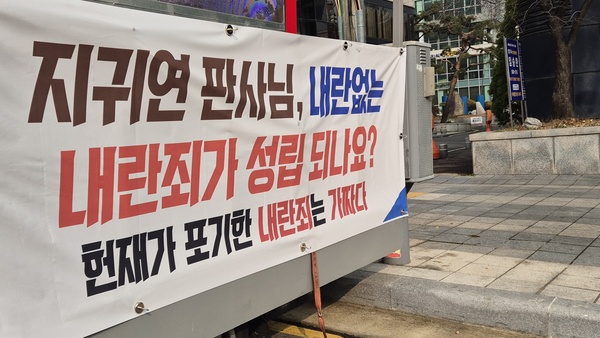 지귀연 판사님, 내란없는
내란죄가 성립 되나요?
헌재가 포기한 내란죄는 가짜다